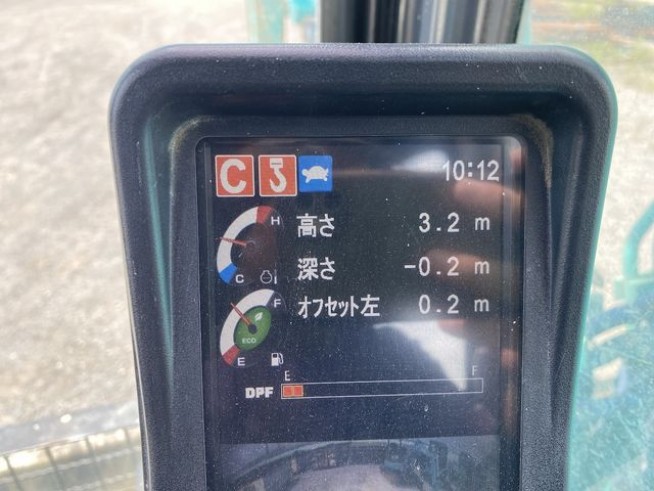 C 10:12
H
高さ 3.2 m
C
深さ -0.2 m
F
オフセット左 0.2 m
ECO
E
E F
DPF